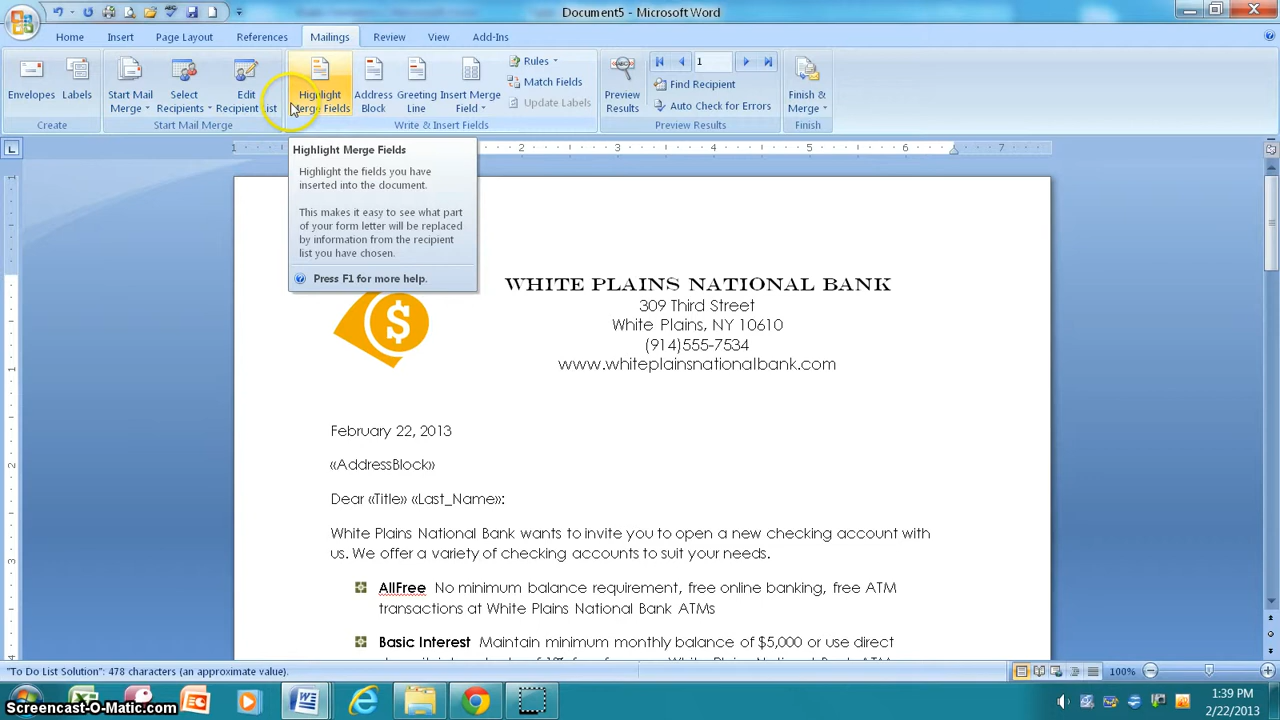 Document5 - Microsoft Word
Home Insert Page Layout References Mailings Review View Add-Ins
Envelopes Labels
Create
Start Mail Merge Select Recipients Edit Recipient List
Start Mail Merge
Highlight Merge Fields Address Block Greeting Line Insert Merge Field
Rules
Match Fields
Update Labels
Write & Insert Fields
Preview Results
1
Find Recipient
Auto Check for Errors
Preview Results
Finish & Merge
Finish
1 2 3 4 5 6 7
Highlight Merge Fields
Highlight the fields you have
inserted into the document.
This makes it easy to see what part
of your form letter will be replaced
by information from the recipient
list you have chosen.
Press F1 for more help.
WHITE PLAINS NATIONAL BANK
309 Third Street
White Plains, NY 10610
(914)555-7534
www.whiteplainsnationalbank.com
$
February 22, 2013
«AddressBlock»
Dear «Title» «Last_Name»:
White Plains National Bank wants to invite you to open a new checking account with
us. We offer a variety of checking accounts to suit your needs.
AllFree No minimum balance requirement, free online banking, free ATM
transactions at White Plains National Bank ATMs
Basic Interest Maintain minimum monthly balance of $5,000 or use direct
"To Do List Solution": 478 characters (an approximate value).
100%
1:39 PM
2/22/2013
Screencast-O-Matic.com